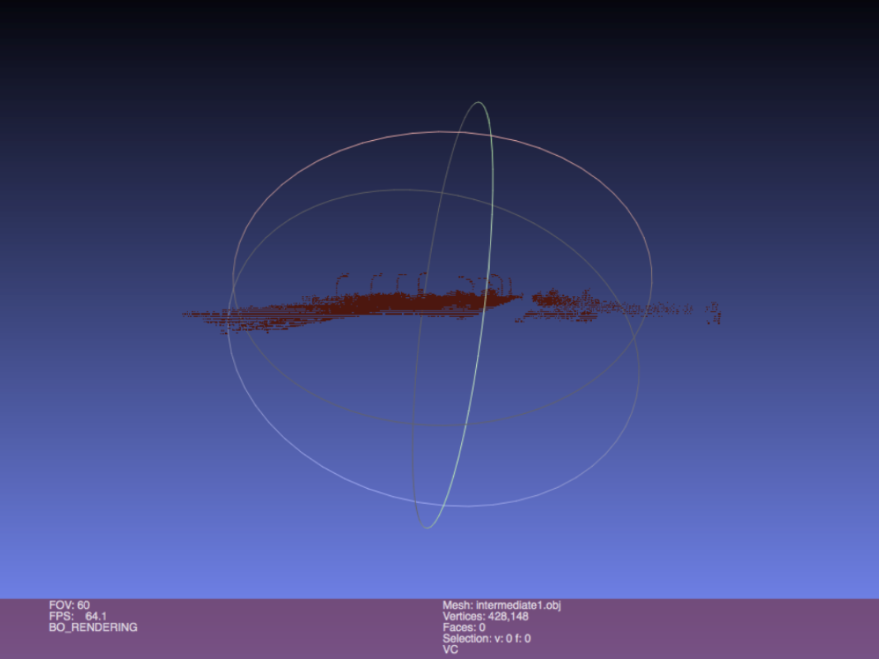 FOV: 60
FPS: 64,1
BO_RENDERING
Mesh: intermediate1.obj
Vertices: 428,148
Faces: 0
Selection: v: 0 f: 0
VC